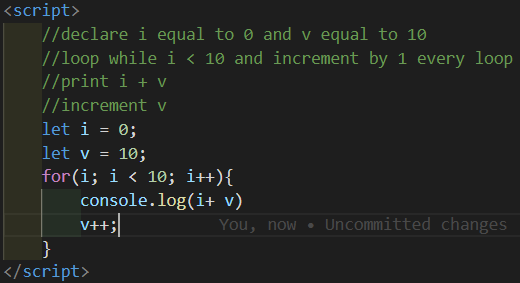 <script>
//declare i equal to 0 and v equal to 10
//loop while i < 10 and increment by 1 every loop
//print i + v
//increment v
let i = 0;
let v = 10;
for(i; i < 10; i++){
console.log(i+ v)
v++; You, now • Uncommitted changes
}
</script>